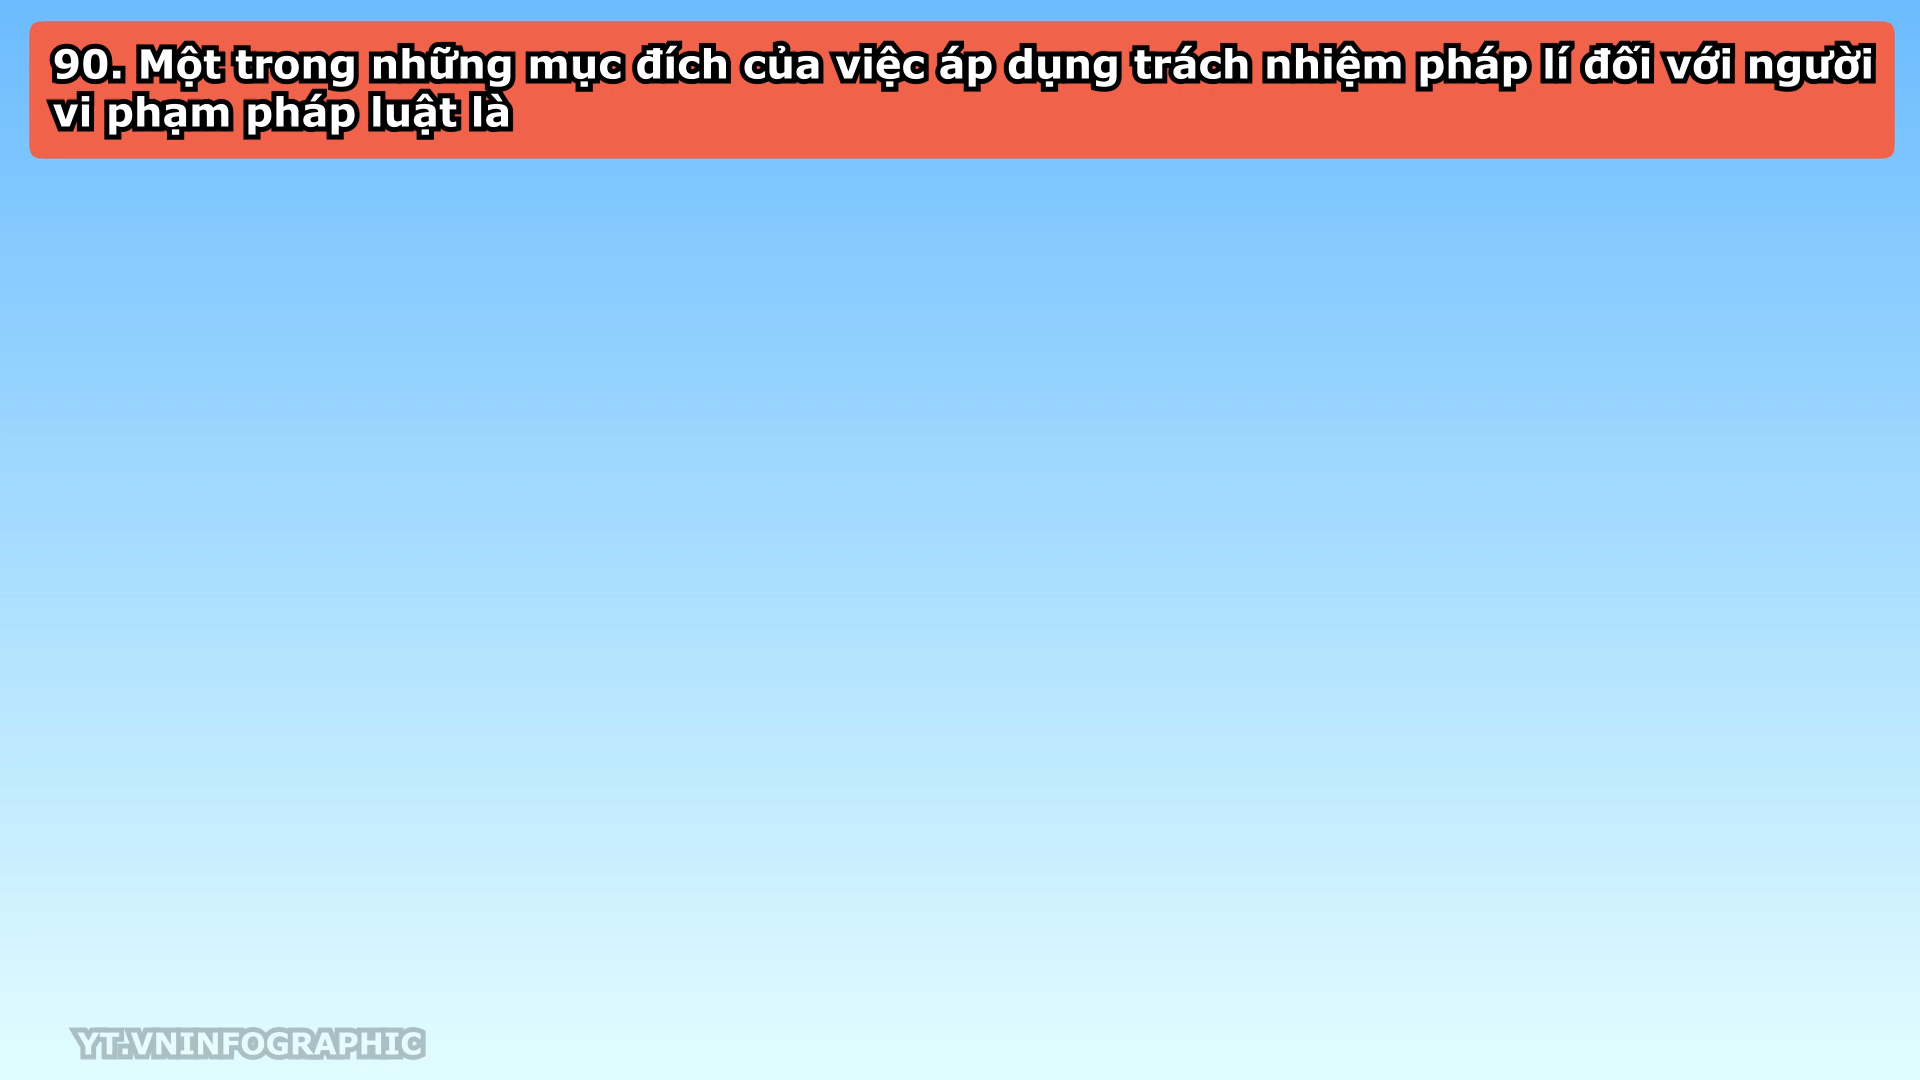 90. Một trong những mục đích của việc áp dụng trách nhiệm pháp lí đối với người
vi phạm pháp luật là
YT.VNINFOGRAPHIC